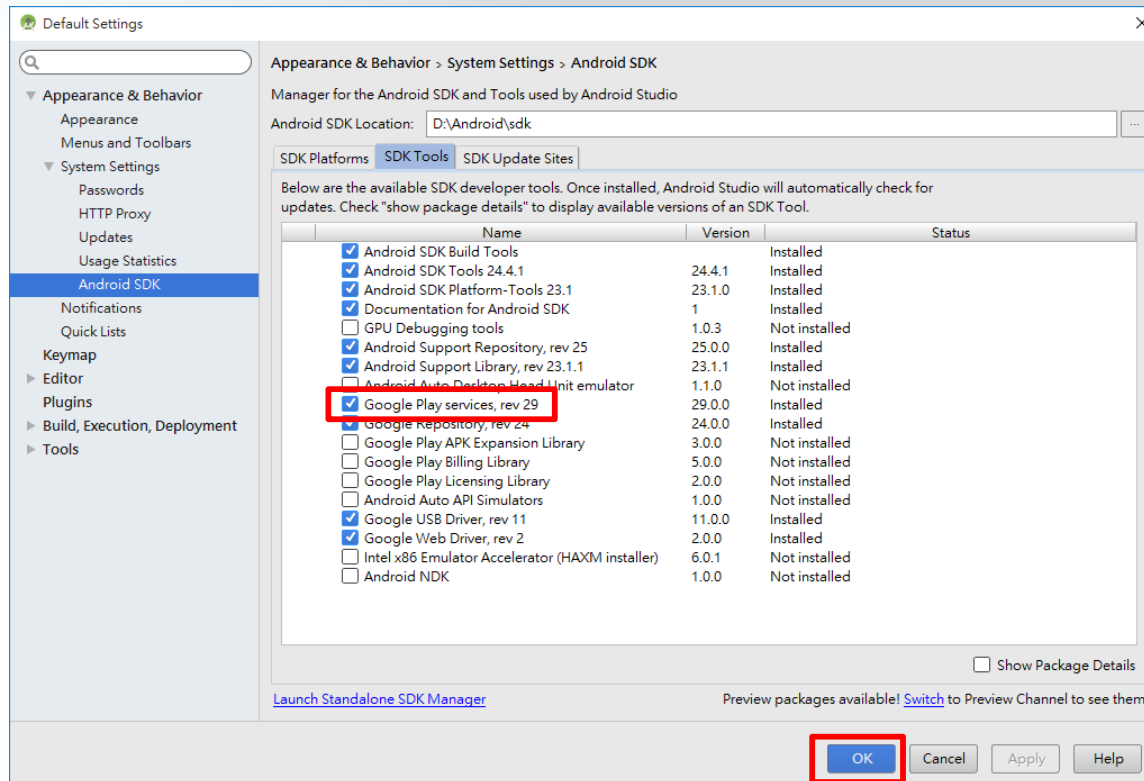 Default Settings
Appearance & Behavior
Appearance
Menus and Toolbars
System Settings
Passwords
HTTP Proxy
Updates
Usage Statistics
Android SDK
Notifications
Quick Lists
Keymap
Editor
Plugins
Build, Execution, Deployment
Tools
Appearance & Behavior › System Settings › Android SDK
Manager for the Android SDK and Tools used by Android Studio
Android SDK Location: D:\Android\sdk ...
SDK Platforms SDK Tools SDK Update Sites
Below are the available SDK developer tools. Once installed, Android Studio will automatically check for
updates. Check "show package details" to display available versions of an SDK Tool.
Name Version Status
Android SDK Build Tools Installed
Android SDK Tools 24.4.1 24.4.1 Installed
Android SDK Platform-Tools 23.1 23.1.0 Installed
Documentation for Android SDK 1 Installed
GPU Debugging tools 1.0.3 Not installed
Android Support Repository, rev 25 25.0.0 Installed
Android Support Library, rev 23.1.1 23.1.1 Installed
Android Auto Desktop Head Unit emulator 1.1.0 Not installed
Google Play services, rev 29 29.0.0 Installed
Google Repository, rev 24 24.0.0 Installed
Google Play APK Expansion Library 3.0.0 Not installed
Google Play Billing Library 5.0.0 Not installed
Google Play Licensing Library 2.0.0 Not installed
Android Auto API Simulators 1.0.0 Not installed
Google USB Driver, rev 11 11.0.0 Installed
Google Web Driver, rev 2 2.0.0 Installed
Intel x86 Emulator Accelerator (HAXM installer) 6.0.1 Not installed
Android NDK 1.0.0 Not installed
Show Package Details
Launch Standalone SDK Manager Preview packages available! Switch to Preview Channel to see them
OK Cancel Apply Help